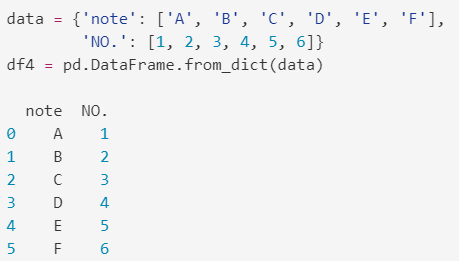 data = {'note': ['A', 'B', 'C', 'D', 'E', 'F'],
        'NO.': [1, 2, 3, 4, 5, 6]}
df4 = pd.DataFrame.from_dict(data)

  note  NO.
0    A    1
1    B    2
2    C    3
3    D    4
4    E    5
5    F    6